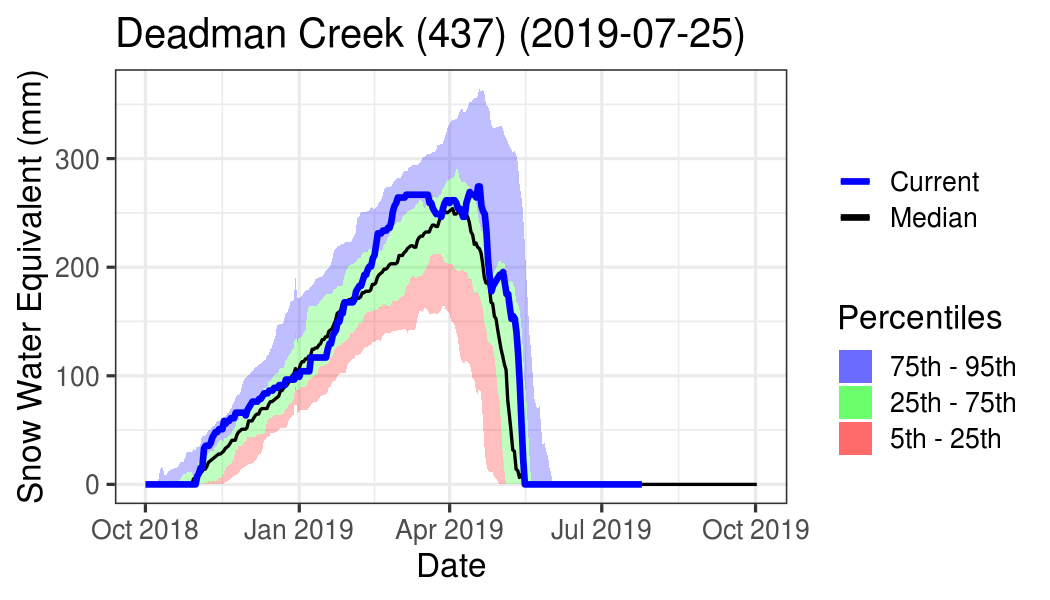 Deadman Creek (437) (2019-07-25)
Snow Water Equivalent (mm)
300
200
100
0
Oct 2018 Jan 2019 Apr 2019 Jul 2019 Oct 2019
Date
Current
Median
Percentiles
75th - 95th
25th - 75th
5th - 25th